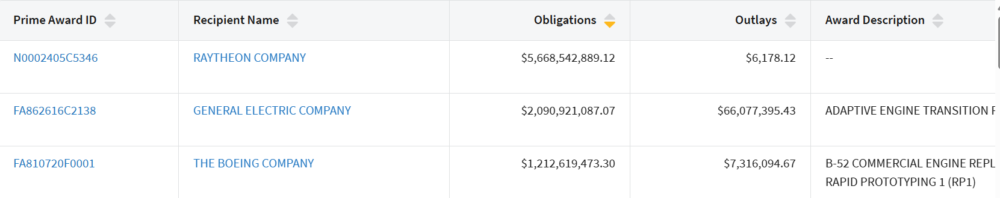 Prime Award ID Recipient Name Obligations Outlays Award Description
N0002405C5346 RAYTHEON COMPANY $5,668,542,889.12 $6,178.12 --
FA862616C2138 GENERAL ELECTRIC COMPANY $2,090,921,087.07 $66,077,395.43 ADAPTIVE ENGINE TRANSITION
FA810720F0001 THE BOEING COMPANY $1,212,619,473.30 $7,316,094.67 B-52 COMMERCIAL ENGINE REPL
RAPID PROTOTYPING 1 (RP1)